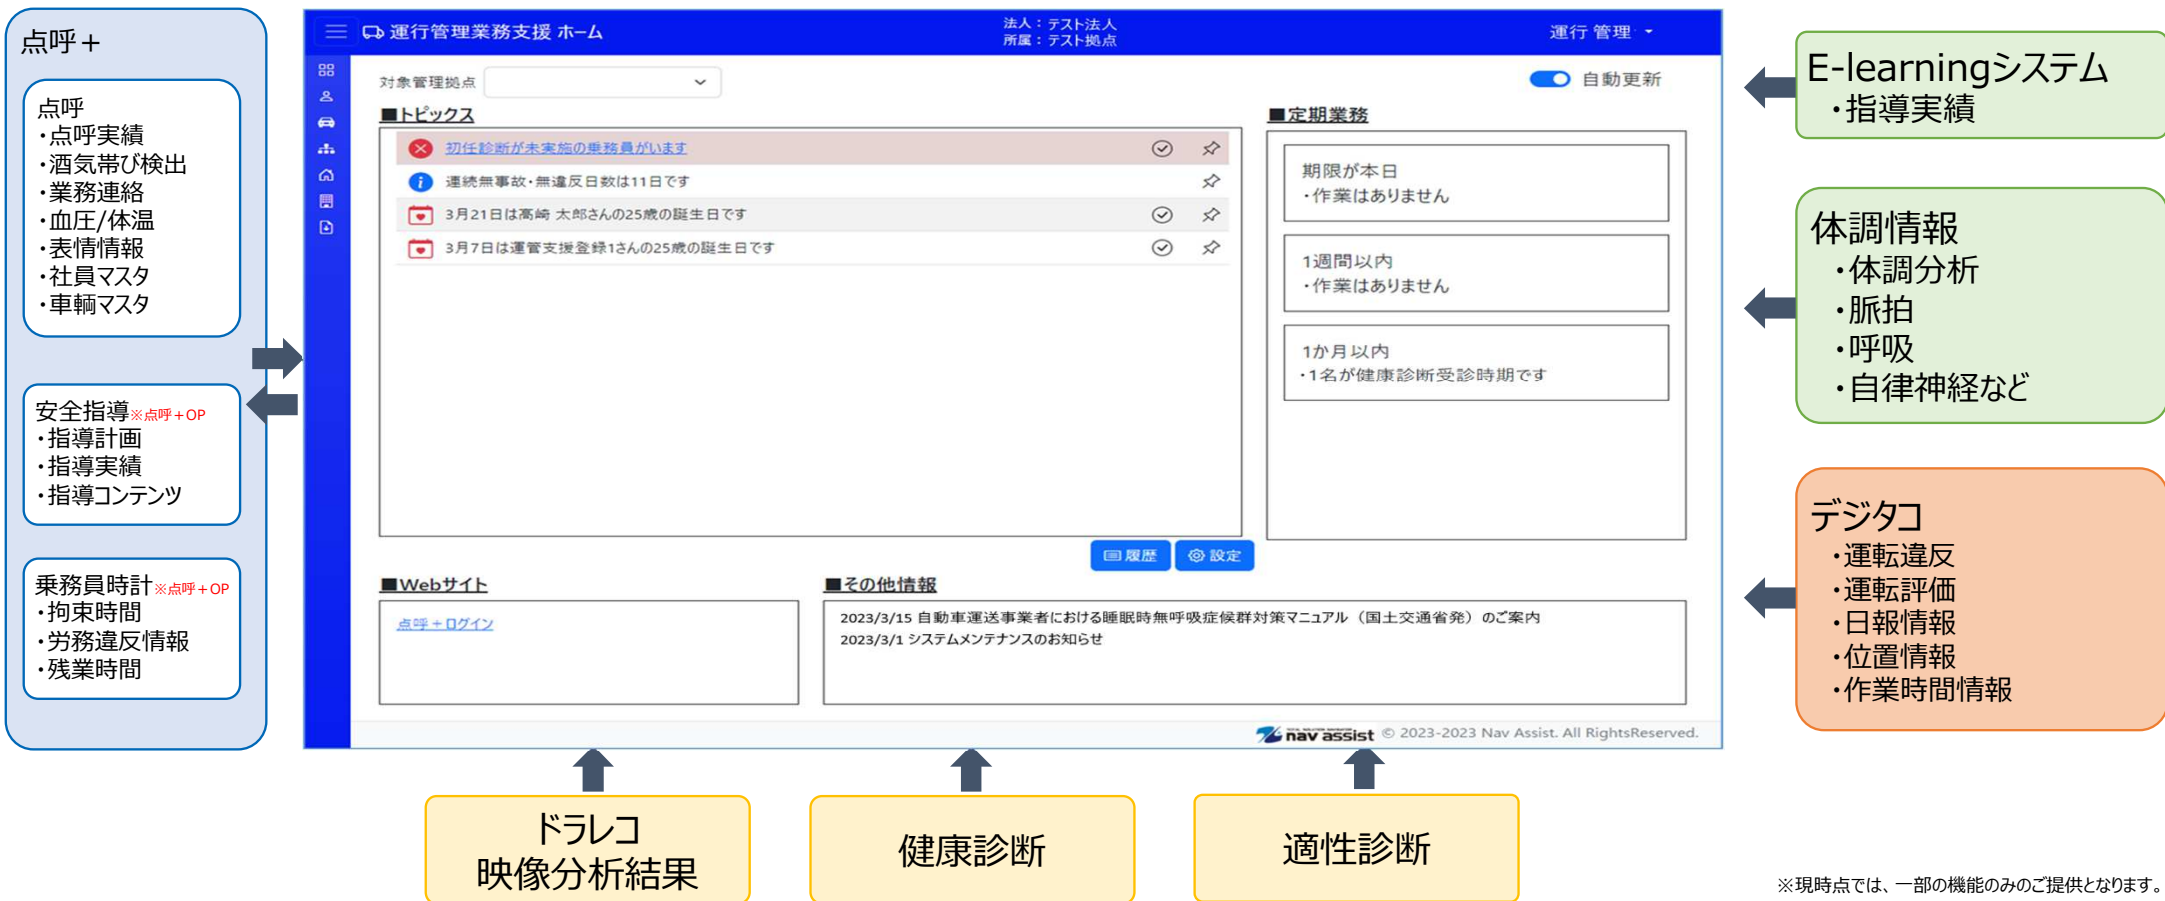 点呼+
点呼
・点呼実績
・酒気帯び検出
・業務連絡
・血圧/体温
・表情情報
・社員マスタ
・車輌マスタ
安全指導※点呼+OP
・指導計画
・指導実績
・指導コンテンツ
乗務員時計※点呼+OP
・拘束時間
・労務違反情報
・残業時間
運行管理業務支援 ホーム
法人：テスト法人
所属：テスト拠点
運行 管理
対象管理拠点
自動更新
■トピックス
初任診断が未実施の乗務員がいます
連続無事故・無違反日数は11日です
3月21日は高崎 太郎さんの25歳の誕生日です
3月7日は運管支援登録1さんの25歳の誕生日です
■定期業務
期限が本日
・作業はありません
1週間以内
・作業はありません
1か月以内
・1名が健康診断受診時期です
履歴
設定
■Webサイト
点呼+ログイン
■その他情報
2023/3/15 自動車運送事業者における睡眠時無呼吸症候群対策マニュアル（国土交通省発）のご案内
2023/3/1 システムメンテナンスのお知らせ
nav assist © 2023-2023 Nav Assist. All RightsReserved.
E-learningシステム
・指導実績
体調情報
・体調分析
・脈拍
・呼吸
・自律神経など
デジタコ
・運転違反
・運転評価
・日報情報
・位置情報
・作業時間情報
ドラレコ
映像分析結果
健康診断
適性診断
※現時点では、一部の機能のみのご提供となります。